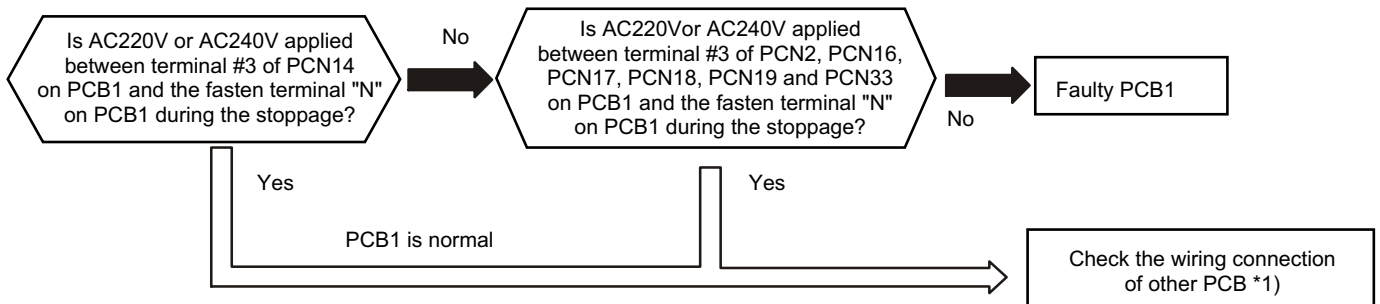 Is AC220V or AC240V applied
between terminal #3 of PCN14
on PCB1 and the fasten terminal "N"
on PCB1 during the stoppage?
No
Is AC220Vor AC240V applied
between terminal #3 of PCN2, PCN16,
PCN17, PCN18, PCN19 and PCN33
on PCB1 and the fasten terminal "N"
on PCB1 during the stoppage?
No
Faulty PCB1
Yes
Yes
PCB1 is normal
Check the wiring connection
of other PCB *1)